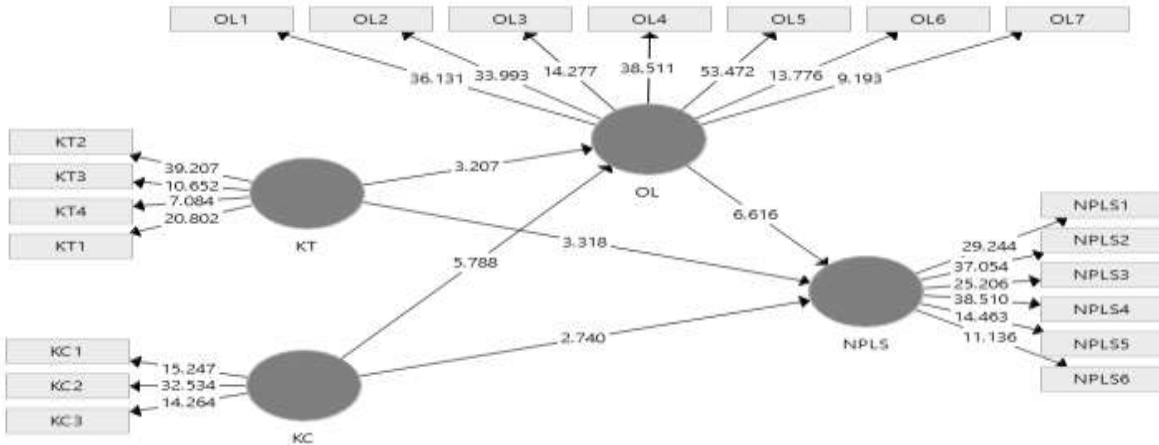 OL1 OL2 OL3 OL4 OL5 OL6 OL7
36.131 33.993 14.277 38.511 53.472 13.776 9.193
KT2
KT3
KT4
KT1
39.207
10.652
7.084
20.802
KT
3.207
OL
6.616
3.318
5.788
2.740
NPLS
NPLS1
NPLS2
NPLS3
NPLS4
NPLS5
NPLS6
29.244
37.054
25.206
38.510
14.463
11.136
KC1
KC2
KC3
15.247
32.534
14.264
KC